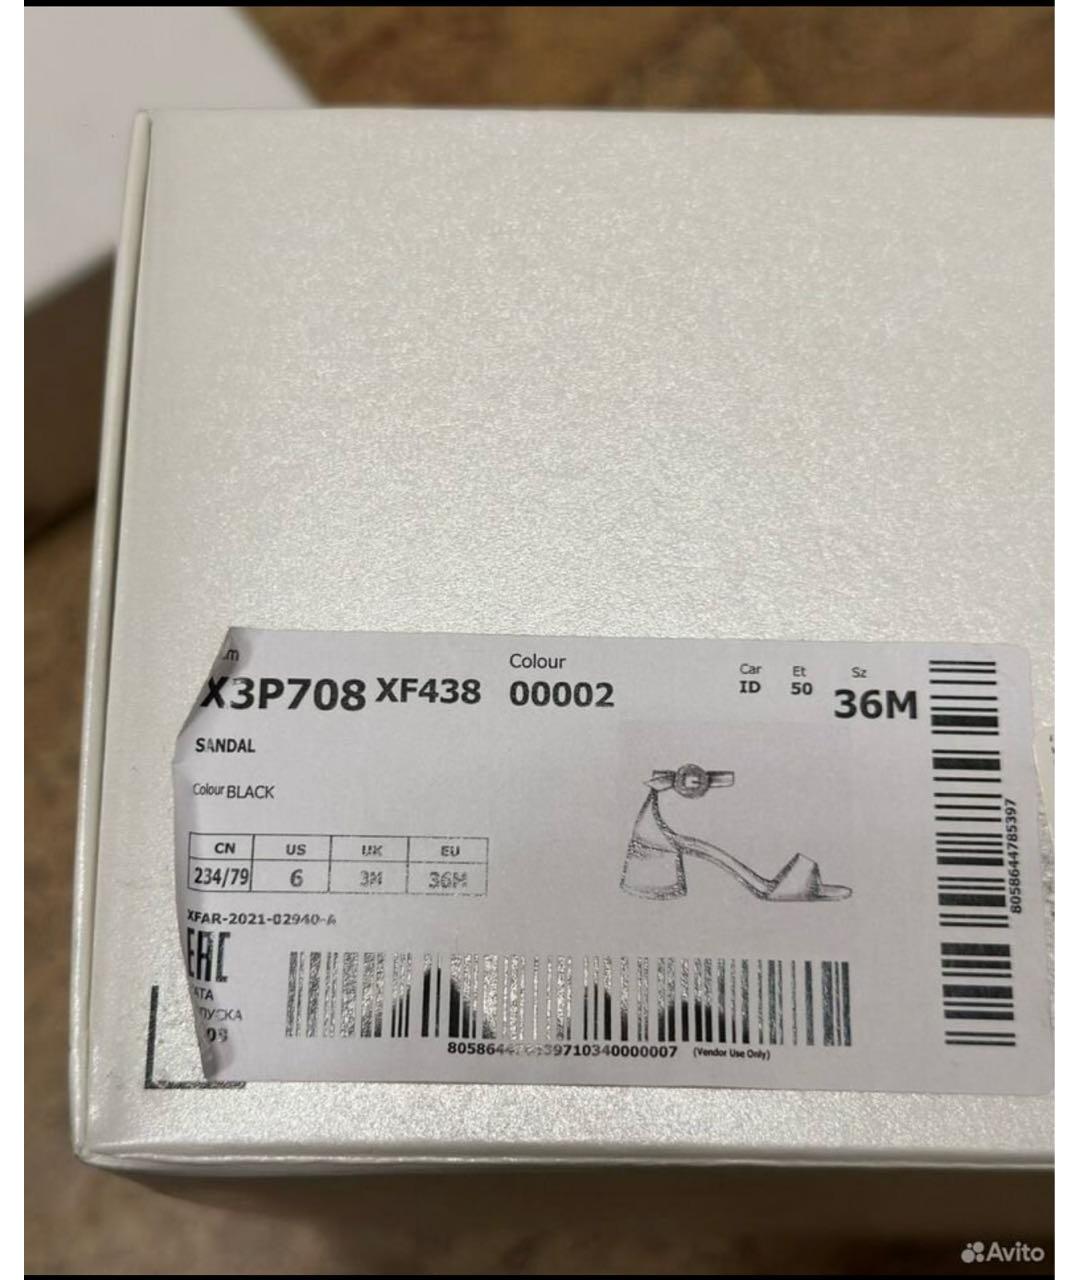 X3P708 XF438
Colour
00002
Car Et Sz
ID 50 36M
SANDAL
Colour BLACK
CN US UK EU
234/79 6 3M 36M
XFAR-2021-02940-A
EAC
8058644785397
(Vendor Use Only)
Avito